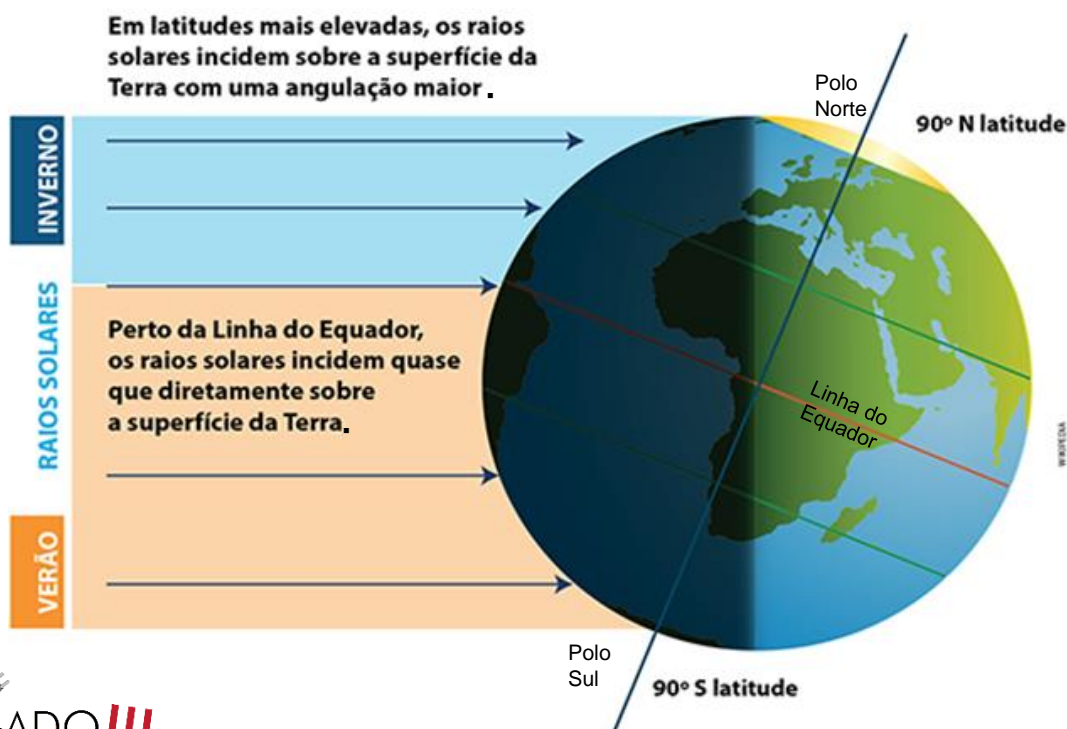 Em latitudes mais elevadas, os raios
solares incidem sobre a superfície da
Terra com uma angulação maior.
Polo
Norte
90º N latitude
INVERNO
RAIOS SOLARES
Perto da Linha do Equador,
os raios solares incidem quase
que diretamente sobre
a superfície da Terra.
Linha do
Equador
WIKIPEDIA
VERÃO
Polo
Sul
90º S latitude